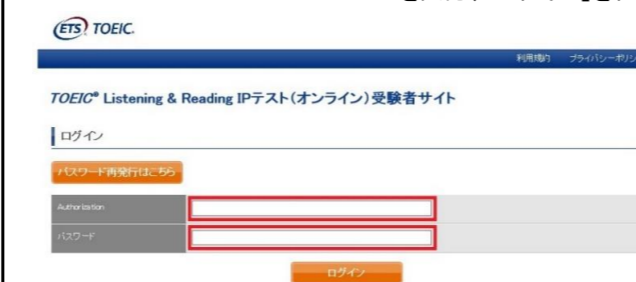 ETS TOEIC.
利用規約 プライバシーポリシ
TOEIC® Listening & Reading IPテスト(オンライン)受験者サイト
ログイン
パスワード再発行はこちら
Authorization
パスワード
ログイン